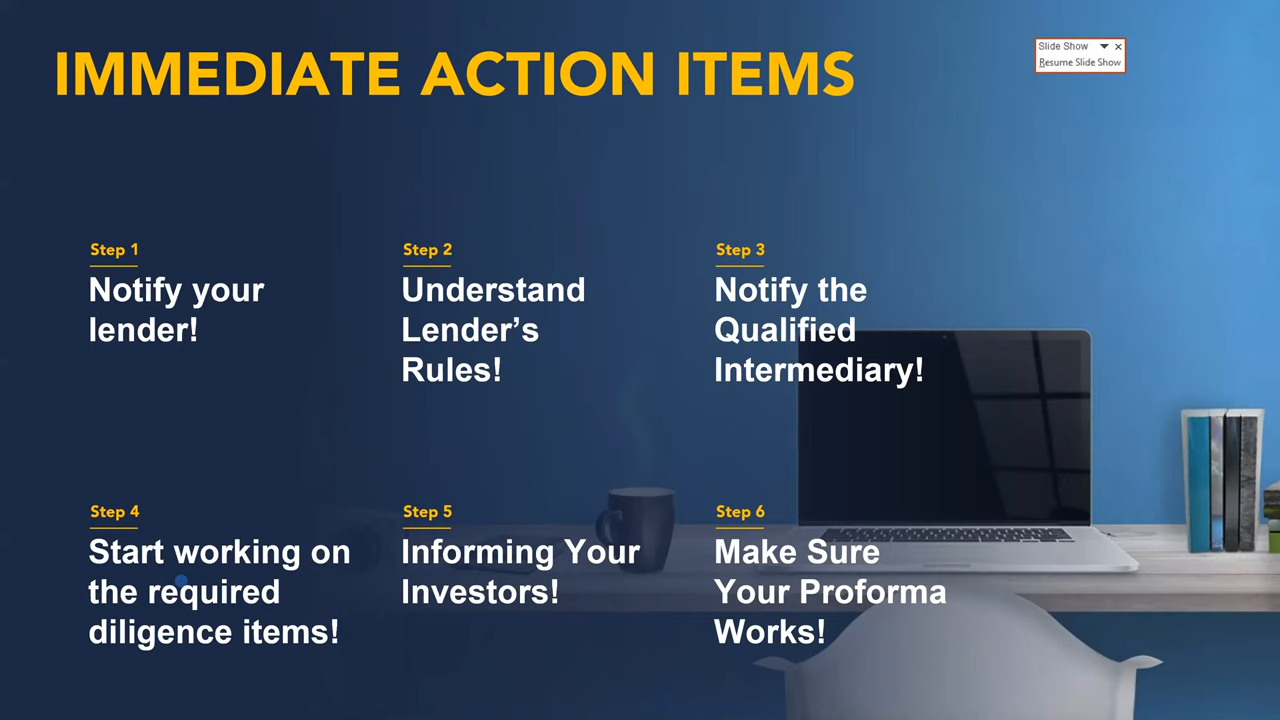 IMMEDIATE ACTION ITEMS
Slide Show
Resume Slide Show
Step 1
Notify your
lender!
Step 2
Understand
Lender’s
Rules!
Step 3
Notify the
Qualified
Intermediary!
Step 4
Start working on
the required
diligence items!
Step 5
Informing Your
Investors!
Step 6
Make Sure
Your Proforma
Works!